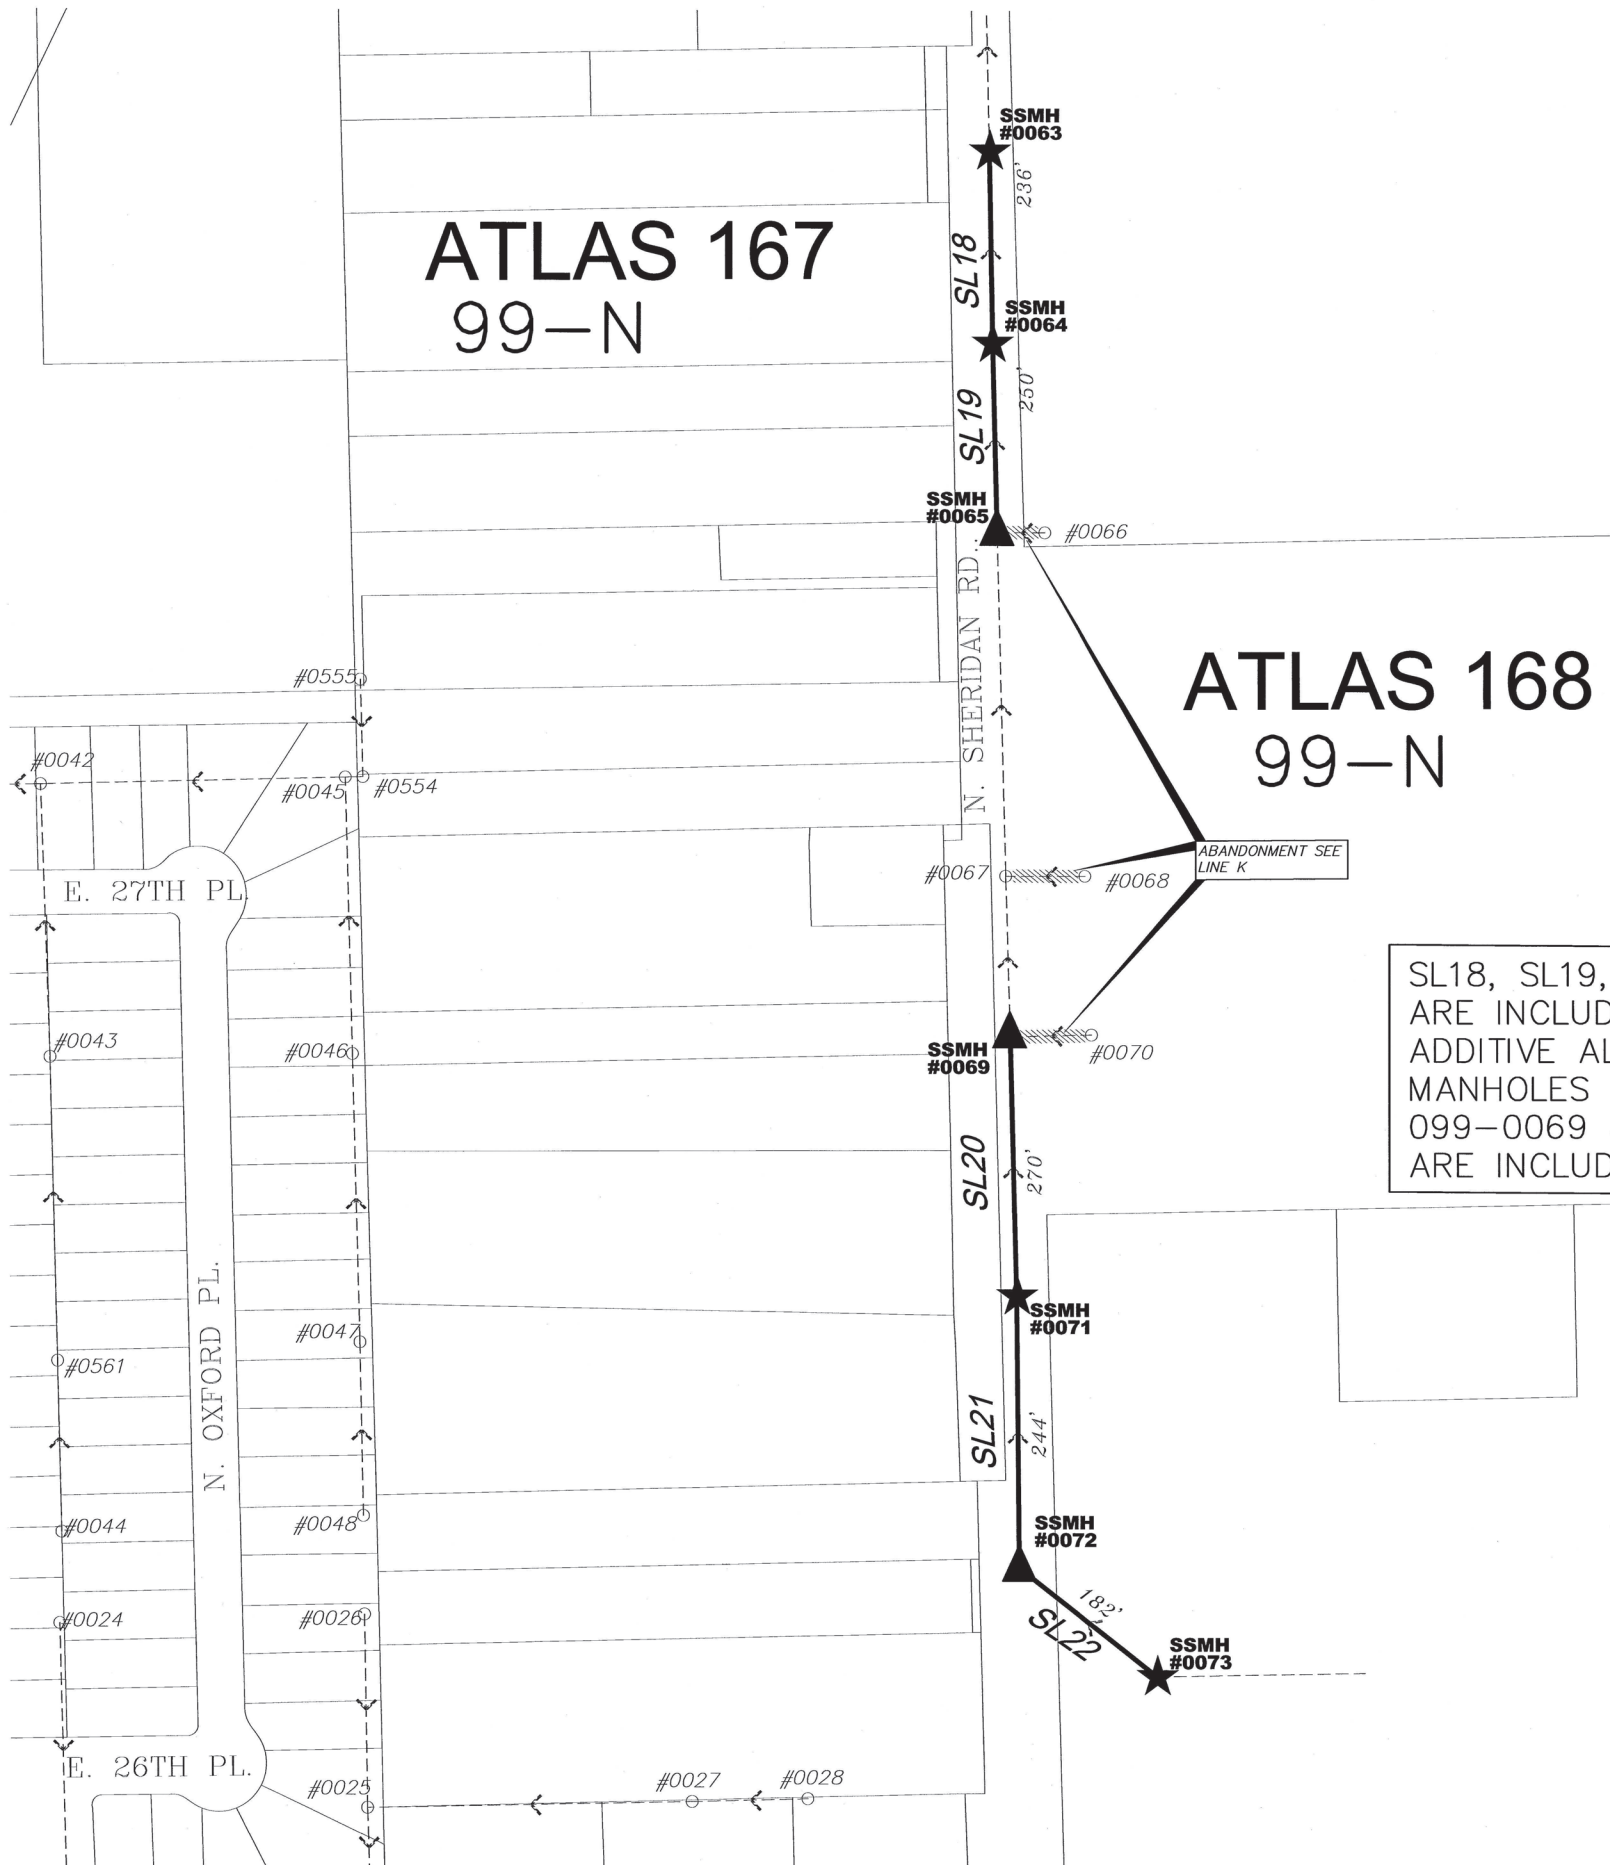 SSMH
#0063
236'
ATLAS 167
99-N
SL18
SSMH
#0064
250'
SL19
SSMH
#0065
#0066
N. SHERIDAN RD.
ATLAS 168
99-N
#0555
#0042
#0045
#0554
ABANDONMENT SEE
LINE K
E. 27TH PL.
#0067
#0068
SL18, SL19,
ARE INCLUD
ADDITIVE AL
MANHOLES
099-0069
ARE INCLUD
#0043
#0046
SSMH
#0069
#0070
SL20
270'
SSMH
#0071
#0047
#0561
N. OXFORD PL.
SL21
244'
#0048
#0044
SSMH
#0072
182'
SL22
#0024
#0026
SSMH
#0073
E. 26TH PL.
#0025
#0027
#0028